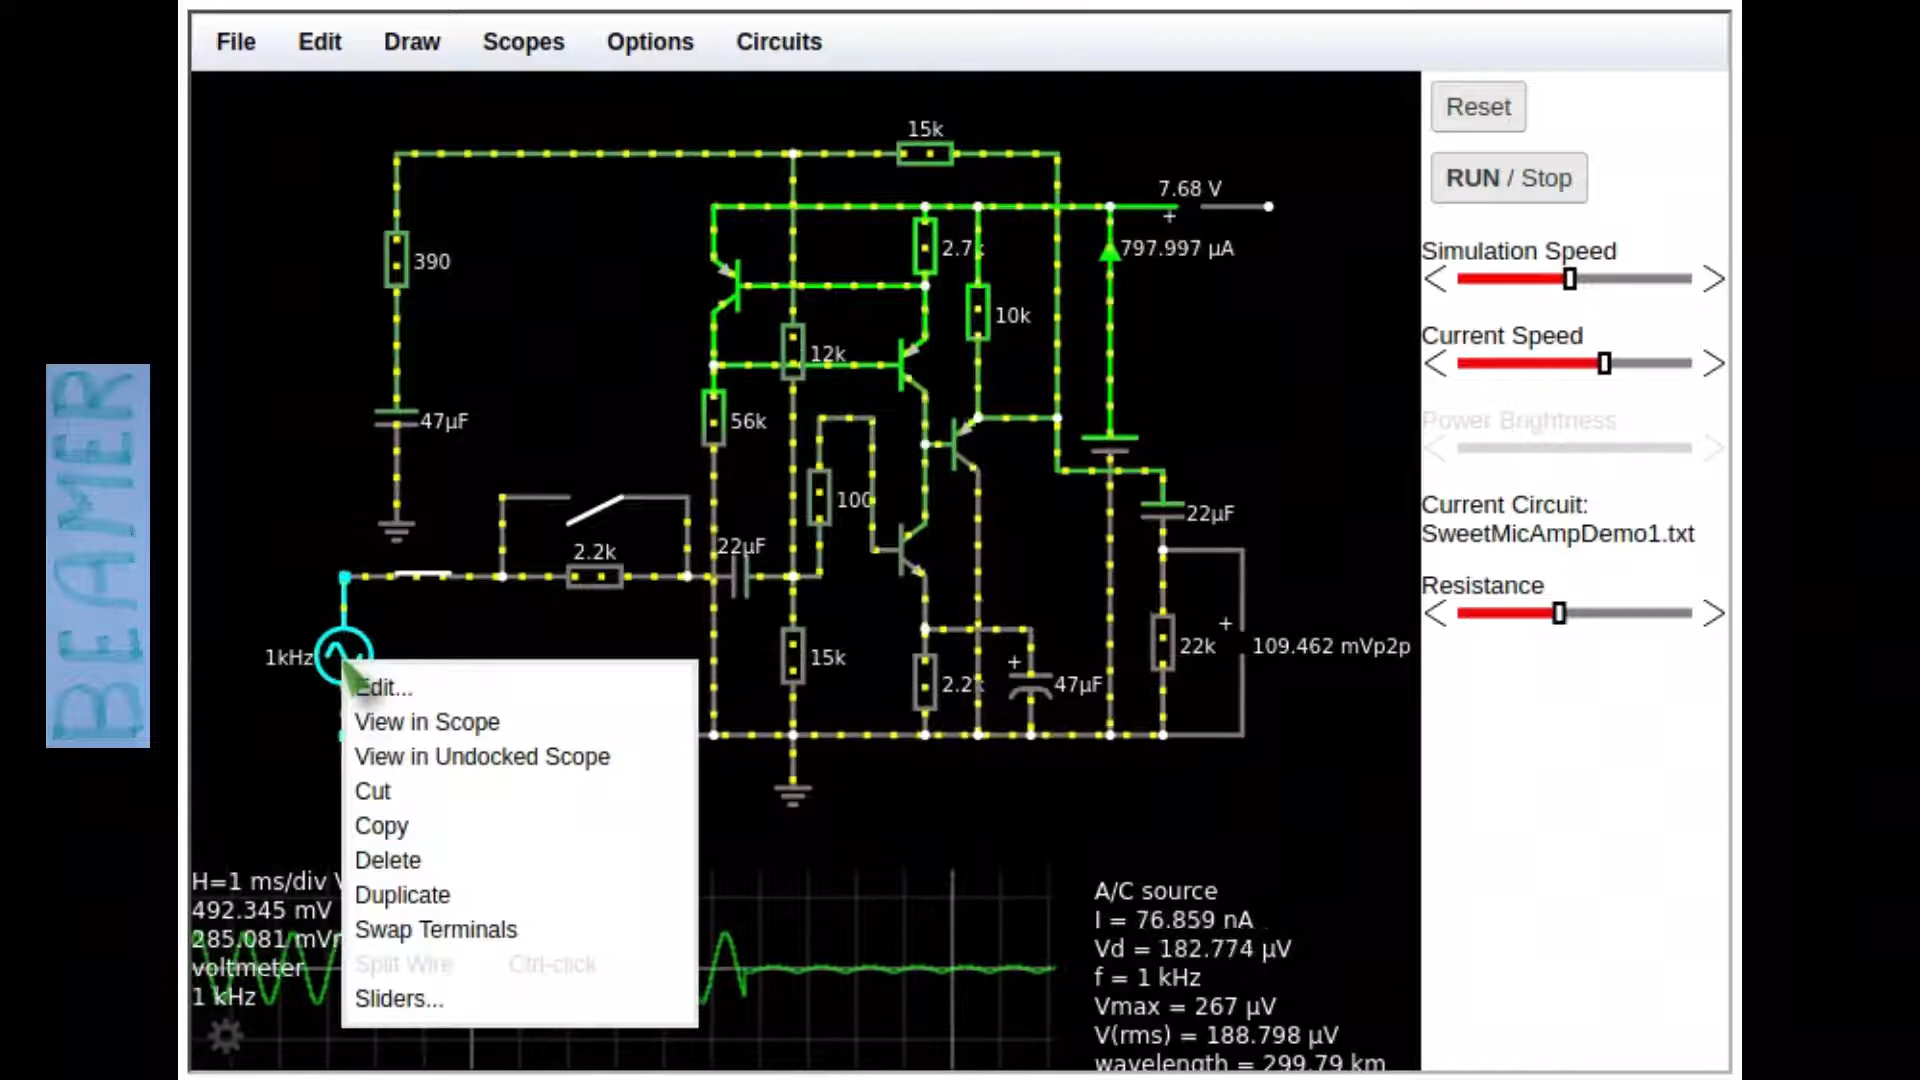 File Edit Draw Scopes Options Circuits
Reset
RUN / Stop
Simulation Speed
Current Speed
Power Brightness
Current Circuit:
SweetMicAmpDemo1.txt
Resistance
BEAMER
15k
7.68 V
+
390
2.7k
797.997 µA
10k
12k
47µF
56k
100
22µF
22µF
2.2k
1kHz
15k
+
2.2k
47µF
22k
+
109.462 mVp2p
Edit...
View in Scope
View in Undocked Scope
Cut
Copy
Delete
Duplicate
Swap Terminals
Split Wire Ctrl-click
Sliders...
H=1 ms/div
492.345 mV
285.081
voltmeter
1 kHz
A/C source
I = 76.859 nA
Vd = 182.774 µV
f = 1 kHz
Vmax = 267 µV
V(rms) = 188.798 µV
wavelength = 299.79 km